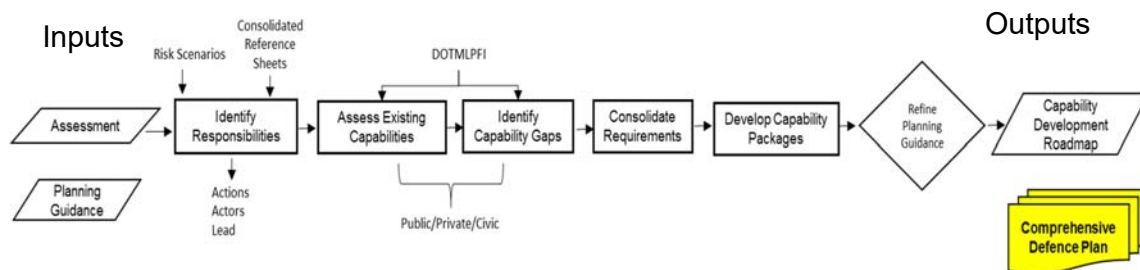 Inputs
Outputs
Consolidated
Reference
Sheets
Risk Scenarios
DOTMLPFI
Assessment
Identify
Responsibilities
Assess Existing
Capabilities
Identify
Capability Gaps
Consolidate
Requirements
Develop Capability
Packages
Refine
Planning
Guidance
Capability
Development
Roadmap
Planning
Guidance
Actions
Actors
Lead
Public/Private/Civic
Comprehensive
Defence Plan